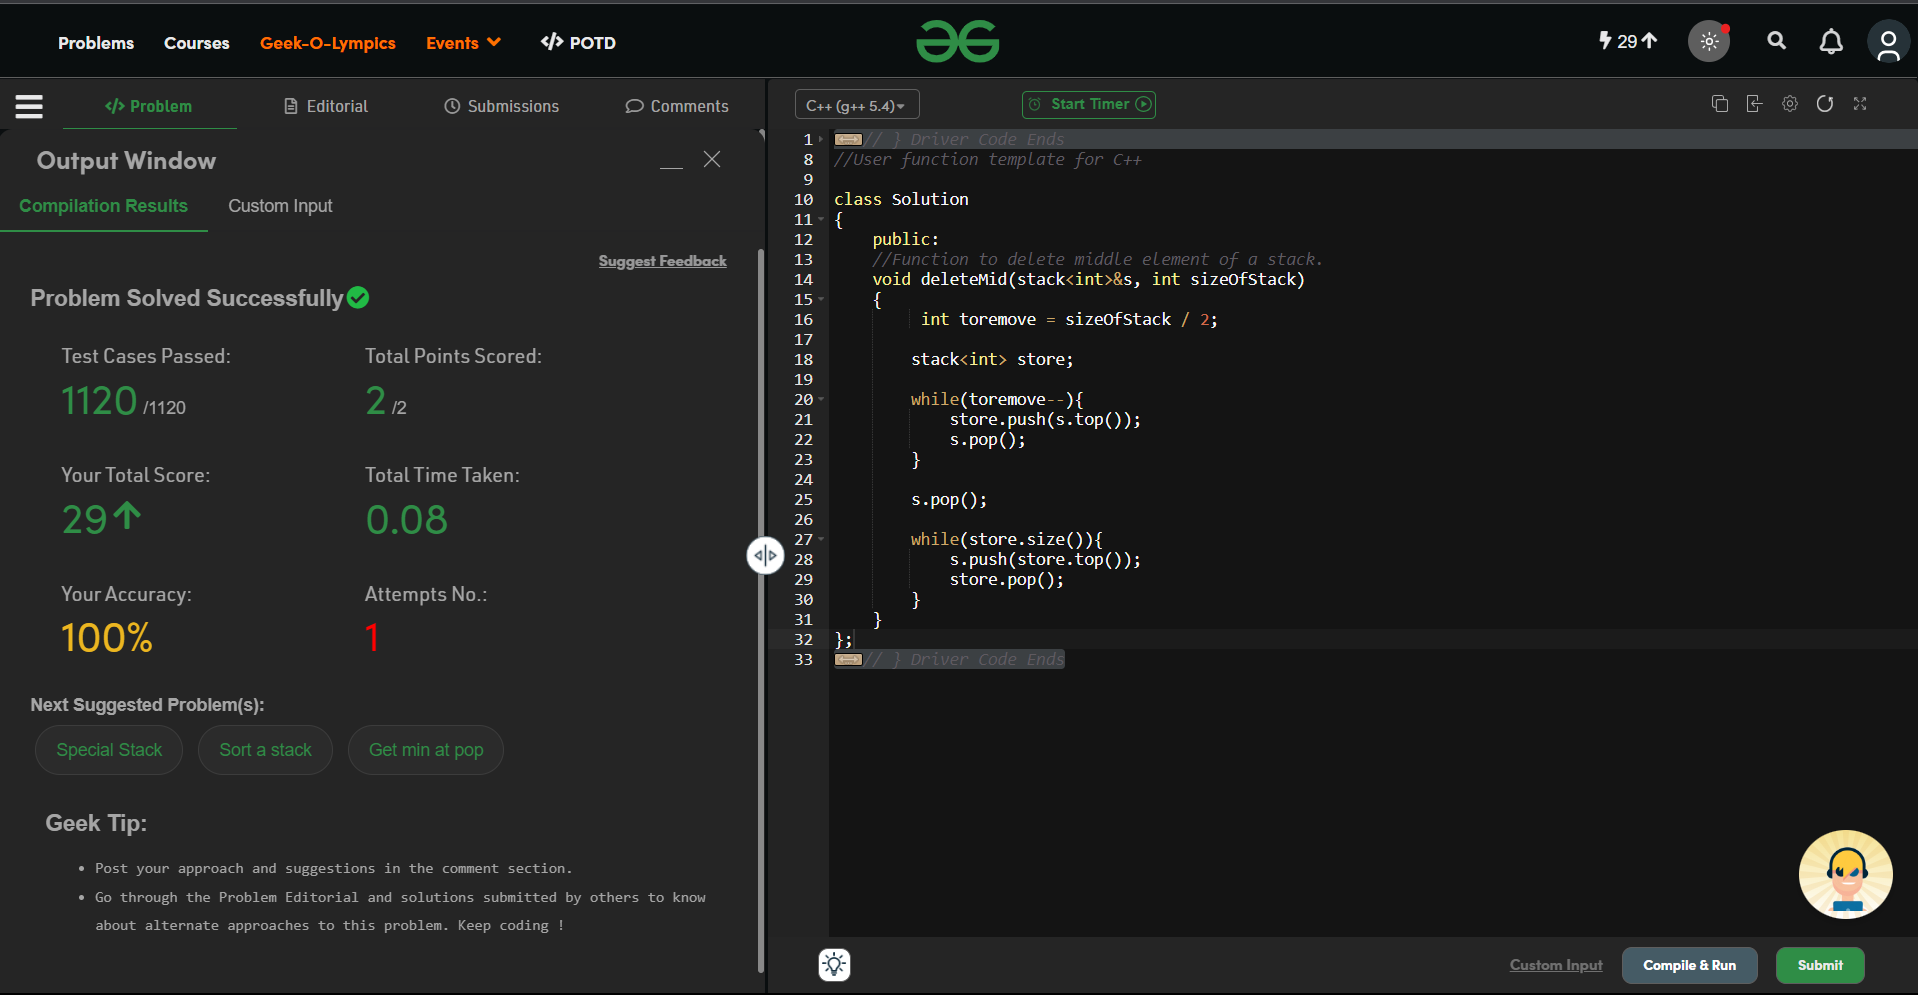 Problems Courses Geek-O-Lympics Events </> POTD
29
</> Problem Editorial Submissions Comments
Output Window
Compilation Results Custom Input
Suggest Feedback
Problem Solved Successfully
Test Cases Passed: Total Points Scored:
1120 /1120 2 /2
Your Total Score: Total Time Taken:
29 0.08
Your Accuracy: Attempts No.:
100% 1
Next Suggested Problem(s):
Special Stack Sort a stack Get min at pop
Geek Tip:
• Post your approach and suggestions in the comment section.
• Go through the Problem Editorial and solutions submitted by others to know
about alternate approaches to this problem. Keep coding !
C++ (g++ 5.4) Start Timer
1 // } Driver Code Ends
8 //User function template for C++
9
10 class Solution
11 {
12 public:
13 //Function to delete middle element of a stack.
14 void deleteMid(stack<int>&s, int sizeOfStack)
15 {
16 int toremove = sizeOfStack / 2;
17
18 stack<int> store;
19
20 while(toremove--){
21 store.push(s.top());
22 s.pop();
23 }
24
25 s.pop();
26
27 while(store.size()){
28 s.push(store.top());
29 store.pop();
30 }
31 }
32 };
33 // } Driver Code Ends
Custom Input Compile & Run Submit